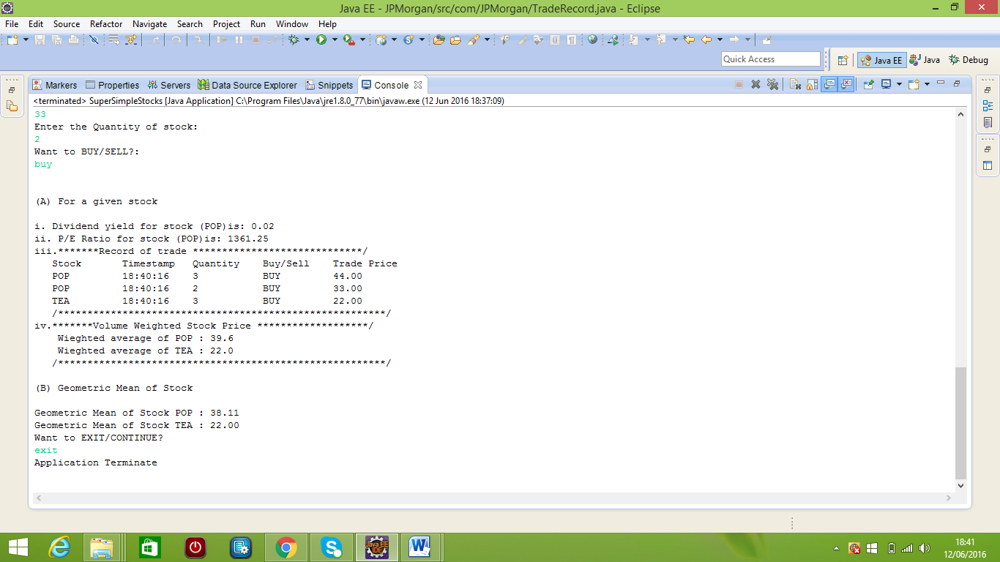 Java EE - JPMorgan/src/com/JPMorgan/TradeRecord.java - Eclipse
File Edit Source Refactor Navigate Search Project Run Window Help
Quick Access
Java EE Java Debug
Markers Properties Servers Data Source Explorer Snippets Console
<terminated> SuperSimpleStocks [Java Application] C:\Program Files\Java\jre1.8.0_77\bin\javaw.exe (12 Jun 2016 18:37:09)
33
Enter the Quantity of stock:
2
Want to BUY/SELL?:
buy
(A) For a given stock
i. Dividend yield for stock (POP)is: 0.02
ii. P/E Ratio for stock (POP)is: 1361.25
iii.*******Record of trade *****************************/
Stock Timestamp Quantity Buy/Sell Trade Price
POP 18:40:16 3 BUY 44.00
POP 18:40:16 2 BUY 33.00
TEA 18:40:16 3 BUY 22.00
/********************************************************/
iv.*******Volume Weighted Stock Price *******************/
Wieghted average of POP : 39.6
Wieghted average of TEA : 22.0
/********************************************************/
(B) Geometric Mean of Stock
Geometric Mean of Stock POP : 38.11
Geometric Mean of Stock TEA : 22.00
Want to EXIT/CONTINUE?
exit
Application Terminate
Java EE
IDE
18:41
12/06/2016